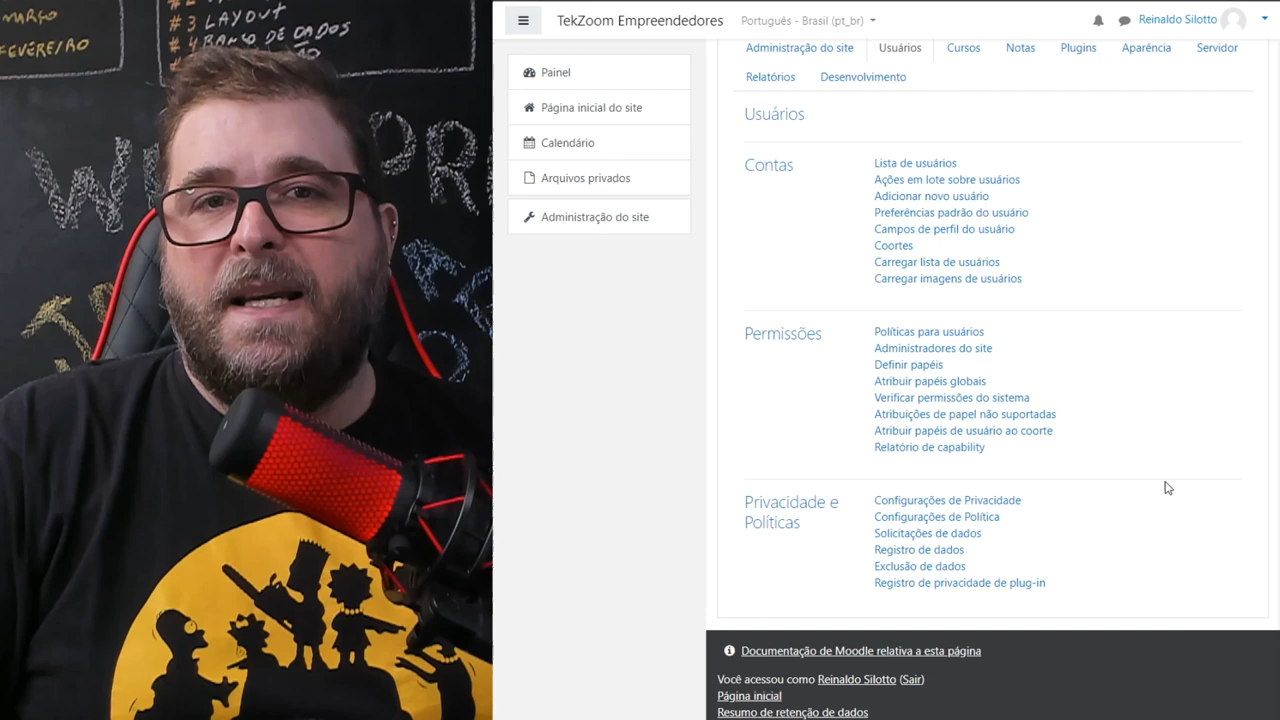 MARÇO
FEVEREIRO
# 3 LAYOUT
# 4 BANCO DE DADOS
TekZoom Empreendedores
Português - Brasil (pt_br)
Reinaldo Silotto
Painel
Página inicial do site
Calendário
Arquivos privados
Administração do site
Administração do site
Usuários
Cursos
Notas
Plugins
Aparência
Servidor
Relatórios
Desenvolvimento
Usuários
Contas
Lista de usuários
Ações em lote sobre usuários
Adicionar novo usuário
Preferências padrão do usuário
Campos de perfil do usuário
Coortes
Carregar lista de usuários
Carregar imagens de usuários
Permissões
Políticas para usuários
Administradores do site
Definir papéis
Atribuir papéis globais
Verificar permissões do sistema
Atribuições de papel não suportadas
Atribuir papéis de usuário ao coorte
Relatório de capability
Privacidade e
Políticas
Configurações de Privacidade
Configurações de Política
Solicitações de dados
Registro de dados
Exclusão de dados
Registro de privacidade de plug-in
Documentação de Moodle relativa a esta página
Você acessou como Reinaldo Silotto (Sair)
Página inicial
Resumo de retenção de dados